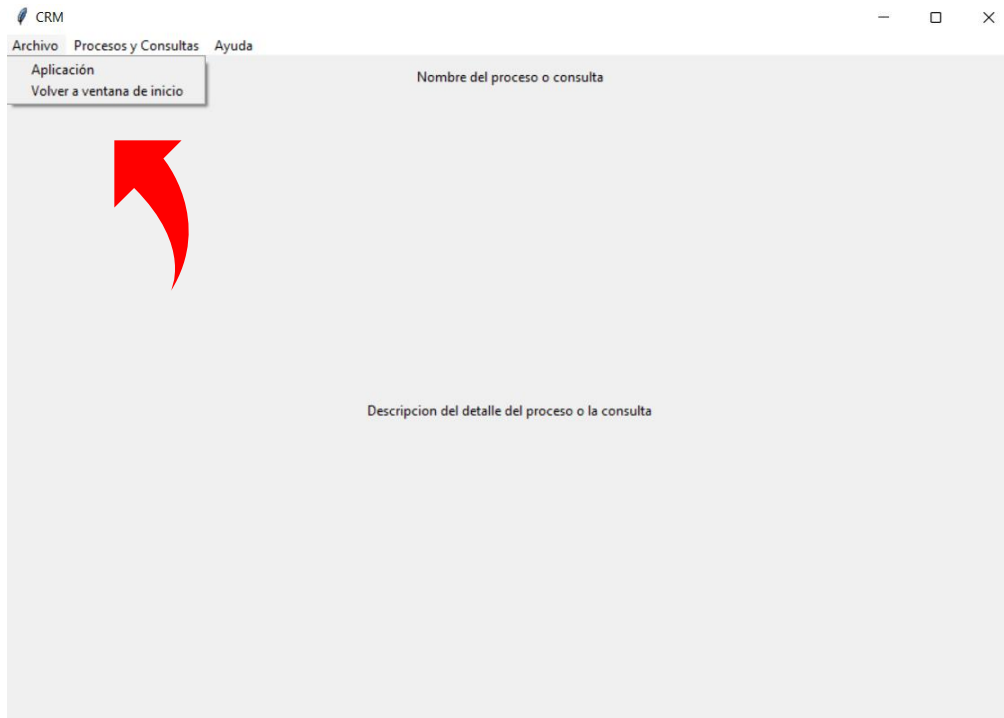 CRM
Archivo Procesos y Consultas Ayuda
Aplicación
Volver a ventana de inicio
Nombre del proceso o consulta
Descripcion del detalle del proceso o la consulta